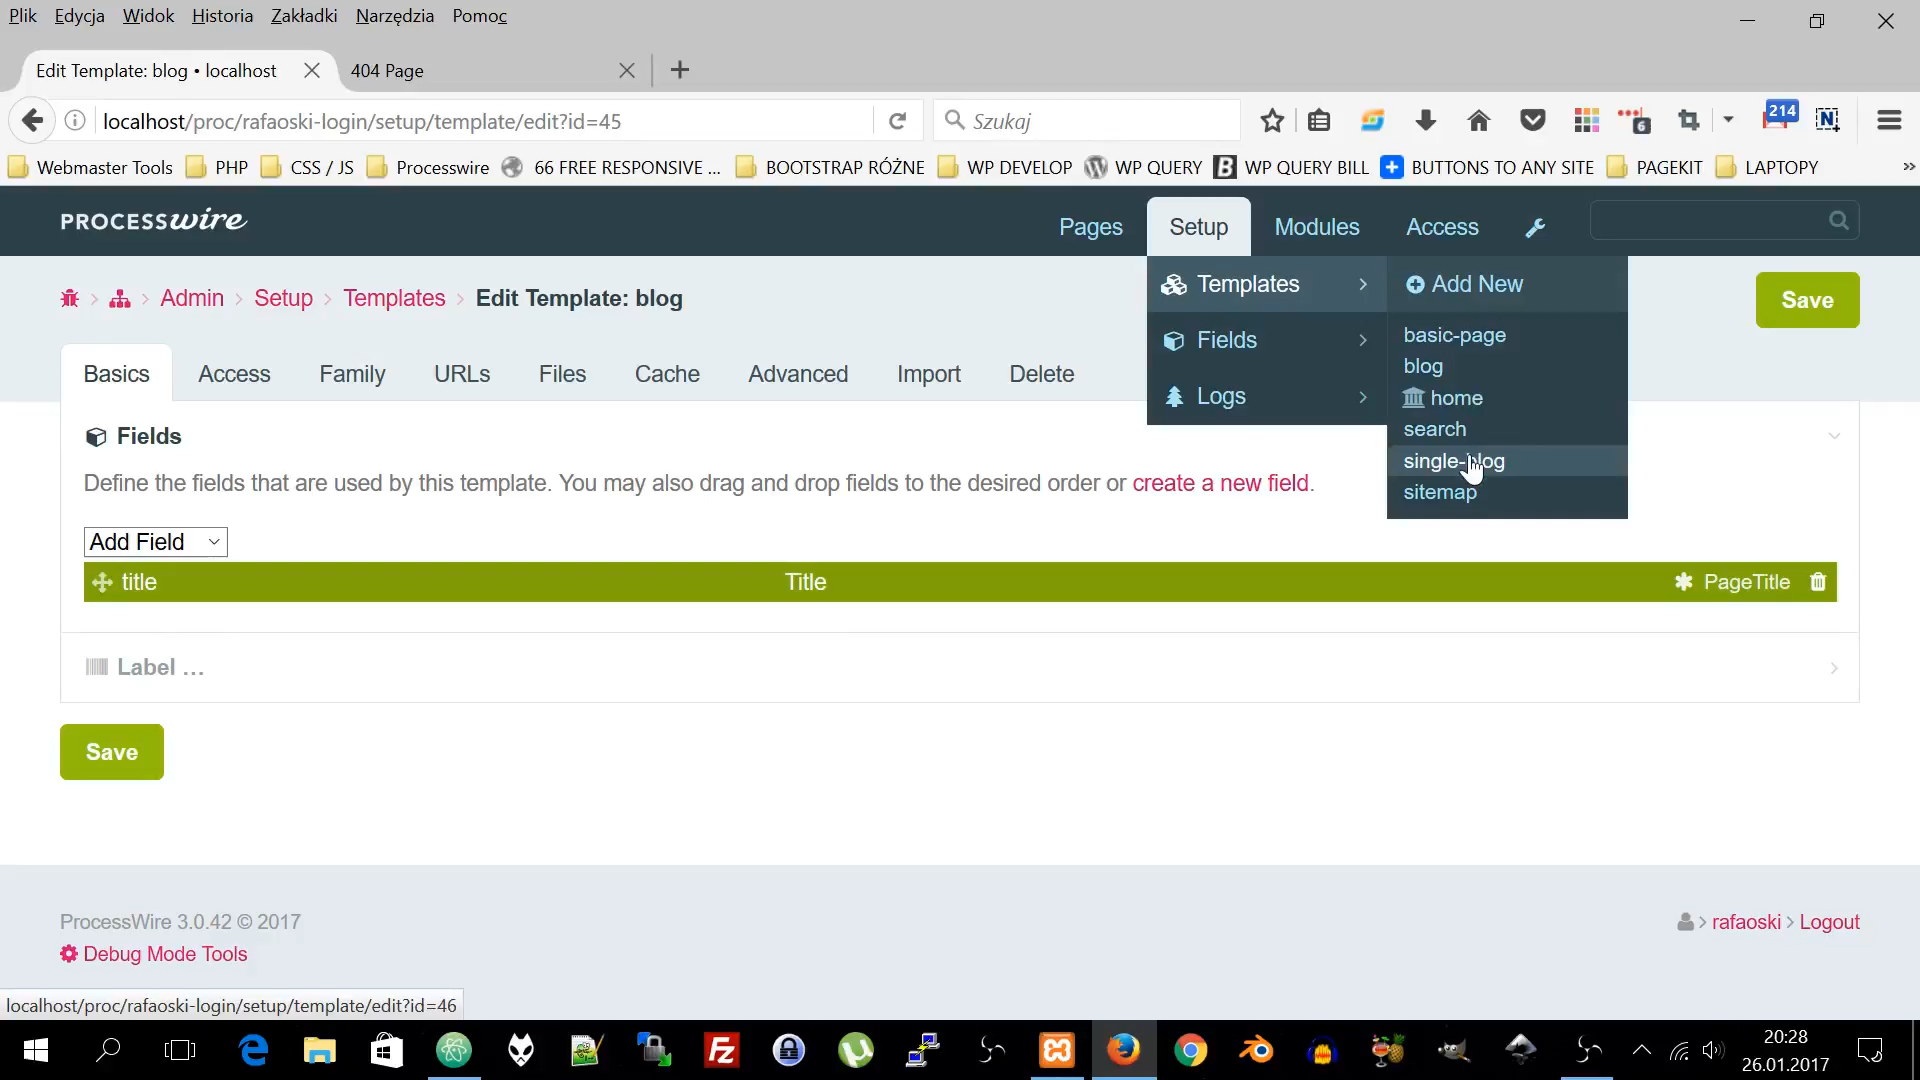 Plik Edycja Widok Historia Zakładki Narzędzia Pomoc
Edit Template: blog • localhost
404 Page
localhost/proc/rafaoski-login/setup/template/edit?id=45
Szukaj
6
214
N
Webmaster Tools PHP CSS / JS Processwire 66 FREE RESPONSIVE ... BOOTSTRAP RÓŻNE WP DEVELOP WP QUERY B WP QUERY BILL BUTTONS TO ANY SITE PAGEKIT LAPTOPY »
PROCESSwire
Pages Setup Modules Access
Admin > Setup > Templates > Edit Template: blog
Templates
Fields
Logs
Add New
basic-page
blog
home
search
single-blog
sitemap
Save
Basics Access Family URLs Files Cache Advanced Import Delete
Fields
Define the fields that are used by this template. You may also drag and drop fields to the desired order or create a new field.
Add Field
title Title PageTitle
Label ...
Save
ProcessWire 3.0.42 © 2017
rafaoski > Logout
Debug Mode Tools
localhost/proc/rafaoski-login/setup/template/edit?id=46
20:28
26.01.2017